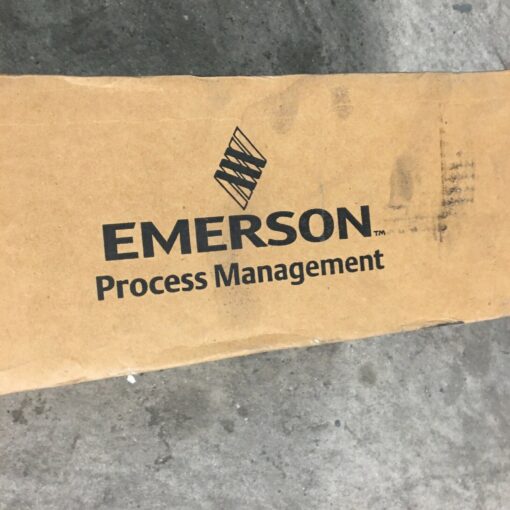 EMERSON™
Process Management